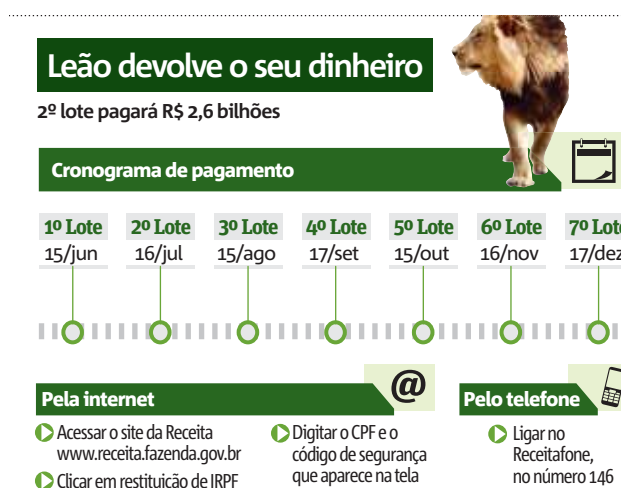 Leão devolve o seu dinheiro
2º lote pagará R$ 2,6 bilhões
Cronograma de pagamento
1º Lote 2º Lote 3º Lote 4º Lote 5º Lote 6º Lote 7º Lote
15/jun 16/jul 15/ago 17/set 15/out 16/nov 17/dez
Pela internet
@
Acessar o site da Receita
www.receita.fazenda.gov.br
Clicar em restituição de IRPF
Digitar o CPF e o
código de segurança
que aparece na tela
Pelo telefone
Ligar no
Receitafone,
no número 146